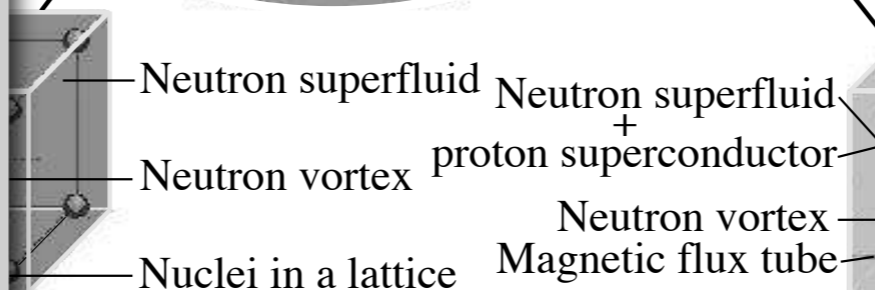 Neutron superfluid
Neutron vortex
Nuclei in a lattice
Neutron superfluid
+
proton superconductor
Neutron vortex
Magnetic flux tube